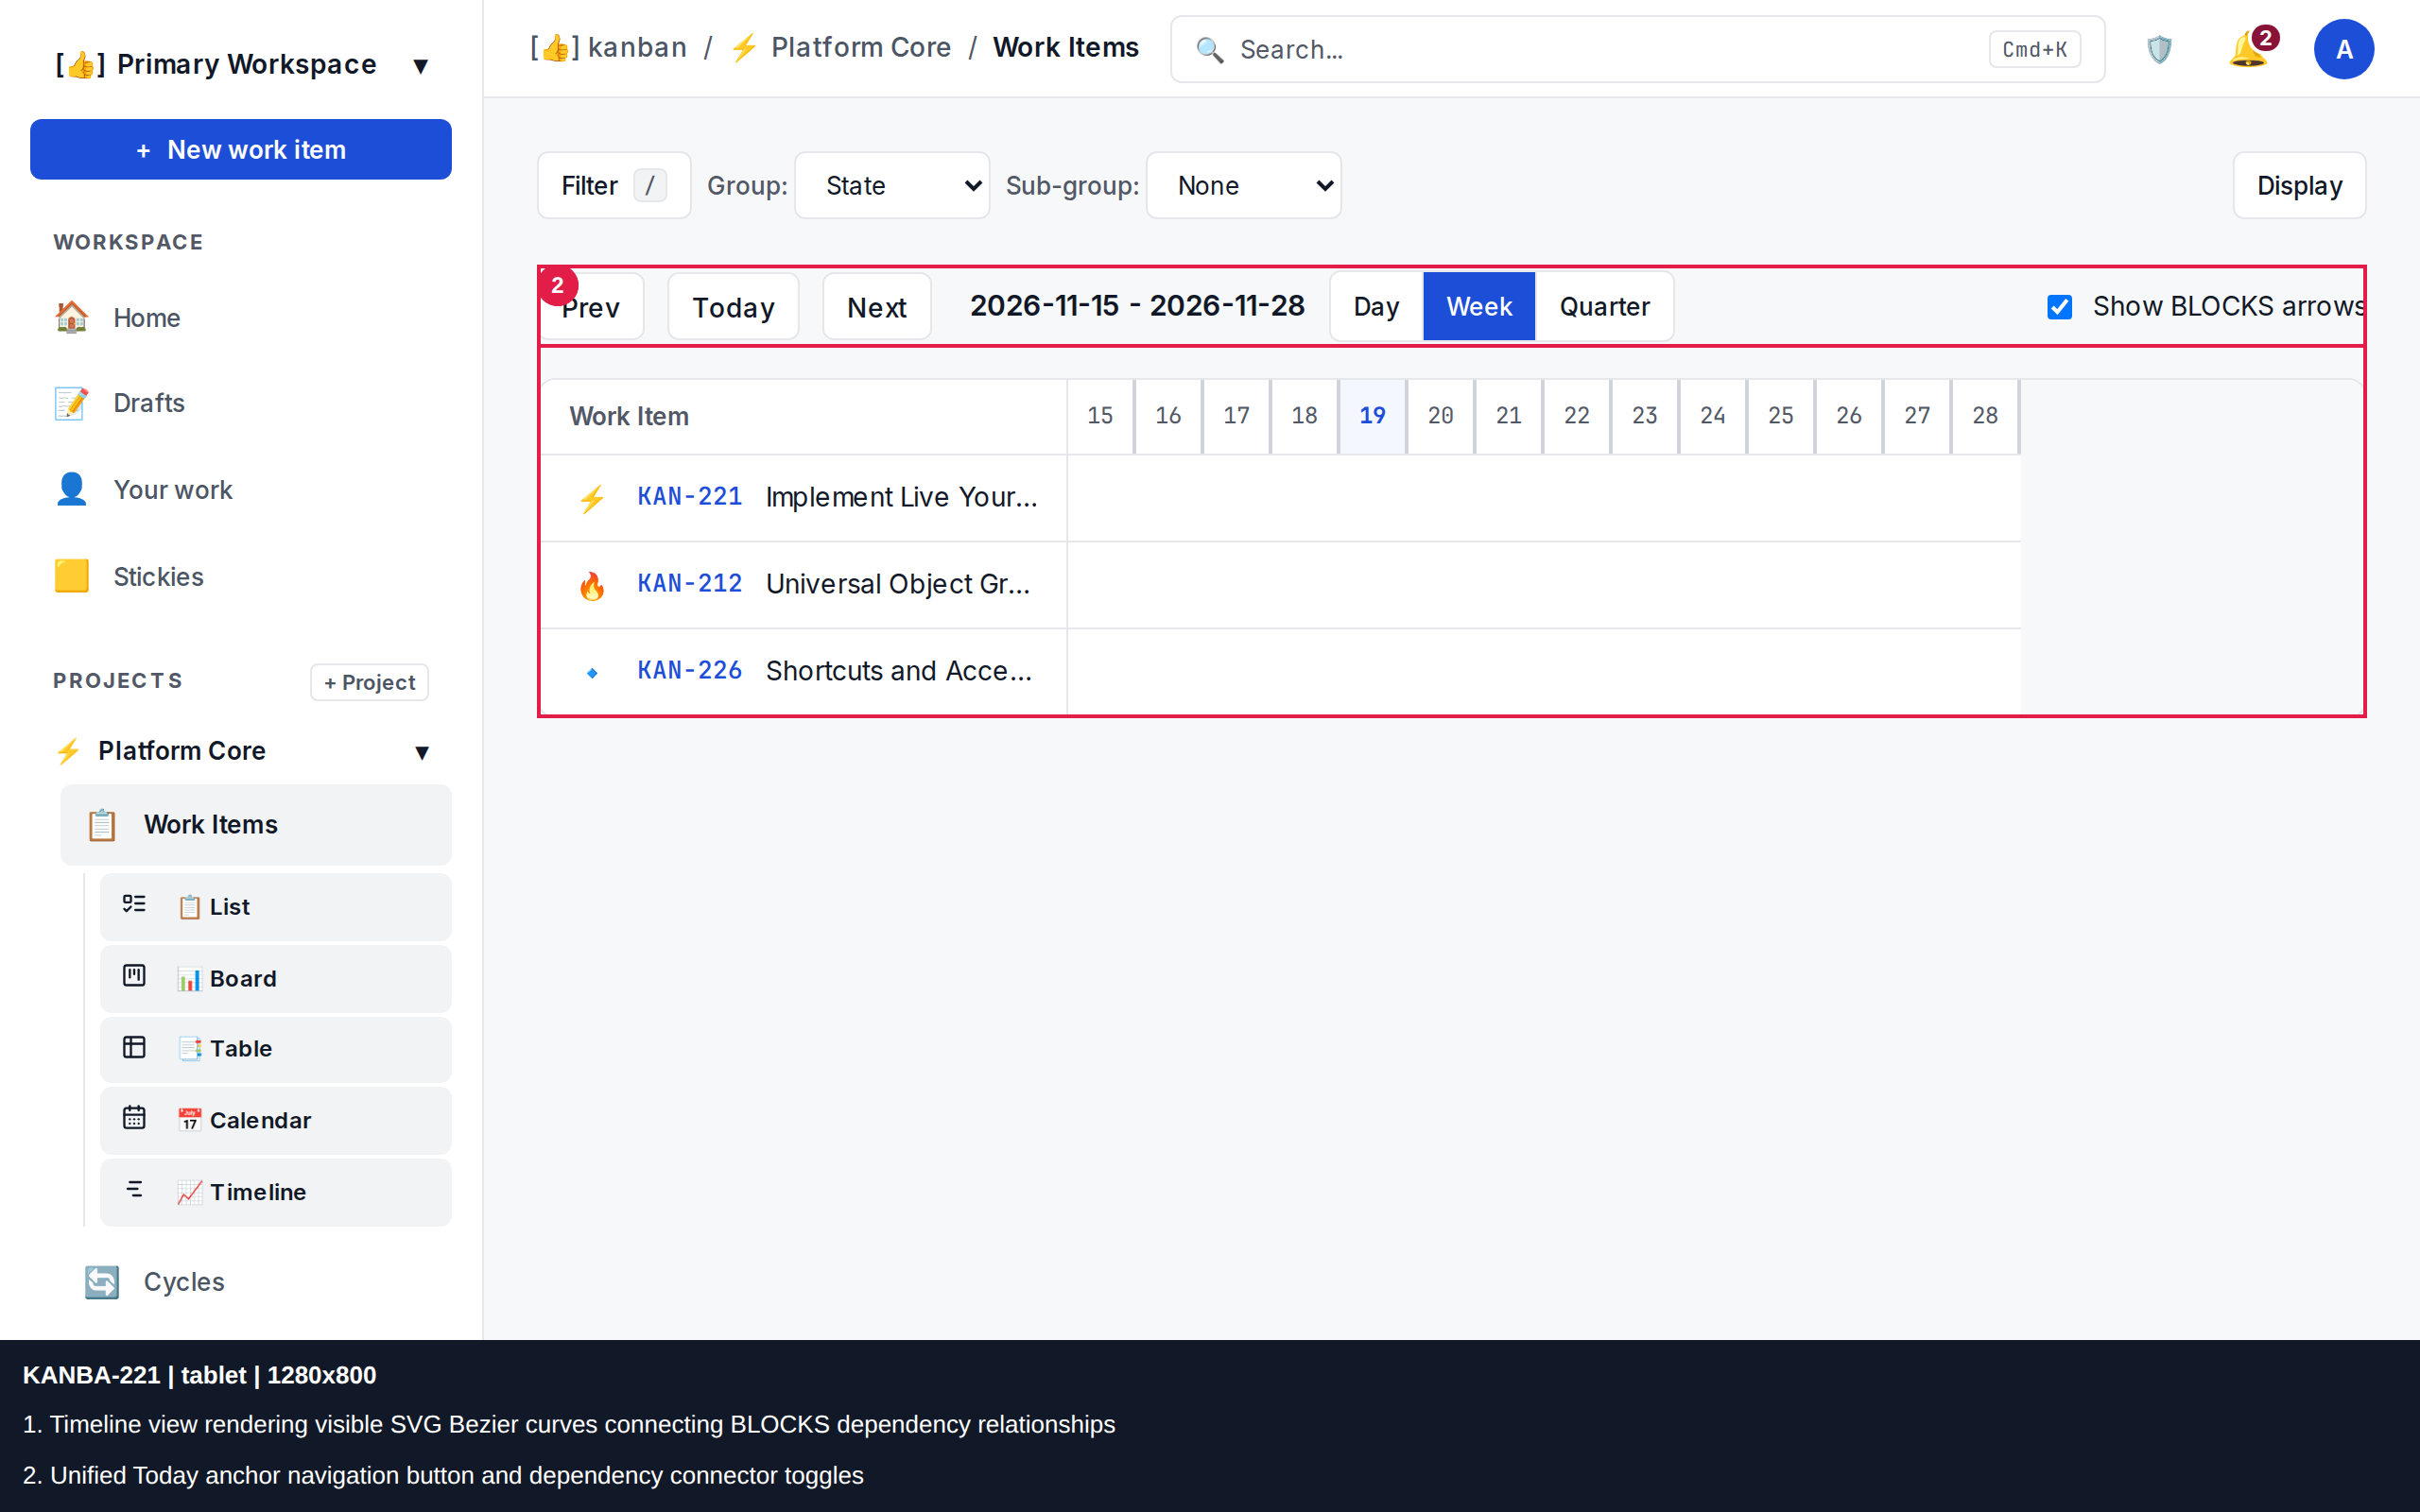 [👍] Primary Workspace ▼
+ New work item
WORKSPACE
🏠 Home
📝 Drafts
👤 Your work
🟨 Stickies
PROJECTS
+ Project
⚡ Platform Core ▼
📋 Work Items
📋 List
📊 Board
📑 Table
📅 Calendar
📈 Timeline
🔄 Cycles
[👍] kanban / ⚡ Platform Core / Work Items
🔍 Search... Cmd+K
2
A
Filter / Group: State Sub-group: None Display
2
Prev Today Next 2026-11-15 - 2026-11-28 Day Week Quarter Show BLOCKS arrows
Work Item 15 16 17 18 19 20 21 22 23 24 25 26 27 28
⚡ KAN-221 Implement Live Your...
🔥 KAN-212 Universal Object Gr...
🔹 KAN-226 Shortcuts and Acce...
KANBA-221 | tablet | 1280x800
1. Timeline view rendering visible SVG Bezier curves connecting BLOCKS dependency relationships
2. Unified Today anchor navigation button and dependency connector toggles